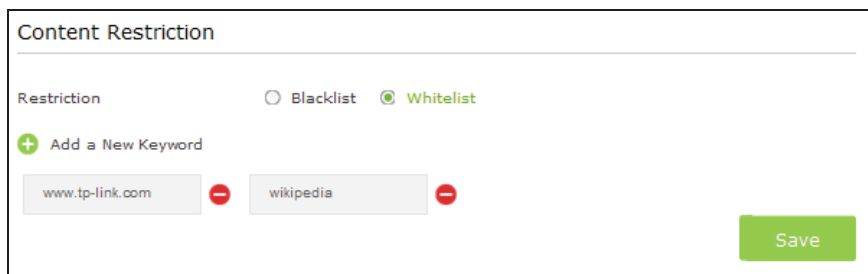 Content Restriction
Restriction Blacklist Whitelist
Add a New Keyword
www.tp-link.com wikipedia
Save